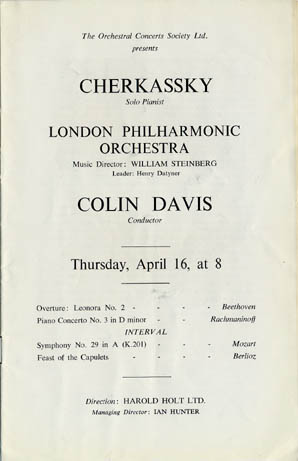 The Orchestral Concerts Society Ltd.
presents
CHERKASSKY
Solo Pianist
LONDON PHILHARMONIC
ORCHESTRA
Music Director: WILLIAM STEINBERG
Leader: Henry Datyner
COLIN DAVIS
Conductor
Thursday, April 16, at 8
Overture: Leonora No. 2 - - - - Beethoven
Piano Concerto No. 3 in D minor - - Rachmaninoff
INTERVAL
Symphony No. 29 in A (K.201) - - - Mozart
Feast of the Capulets - - - - Berlioz
Direction: HAROLD HOLT LTD.
Managing Director: IAN HUNTER